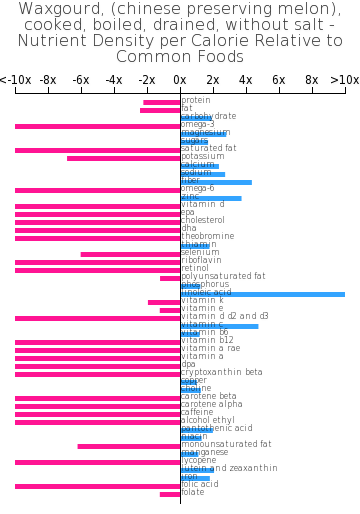 Waxgourd, (chinese preserving melon),
cooked, boiled, drained, without salt -
Nutrient Density per Calorie Relative to
Common Foods
<-10x -8x -6x -4x -2x 0x 2x 4x 6x 8x >10x
protein
fat
carbohydrate
omega-3
magnesium
sugars
saturated fat
potassium
calcium
sodium
fiber
omega-6
zinc
vitamin d
epa
cholesterol
dha
theobromine
thiamin
selenium
riboflavin
retinol
polyunsaturated fat
phosphorus
linoleic acid
vitamin k
vitamin e
vitamin d d2 and d3
vitamin c
vitamin b6
vitamin b12
vitamin a rae
vitamin a
dpa
cryptoxanthin beta
copper
choline
carotene beta
carotene alpha
caffeine
alcohol ethyl
pantothenic acid
niacin
monounsaturated fat
manganese
lycopene
lutein and zeaxanthin
iron
folic acid
folate